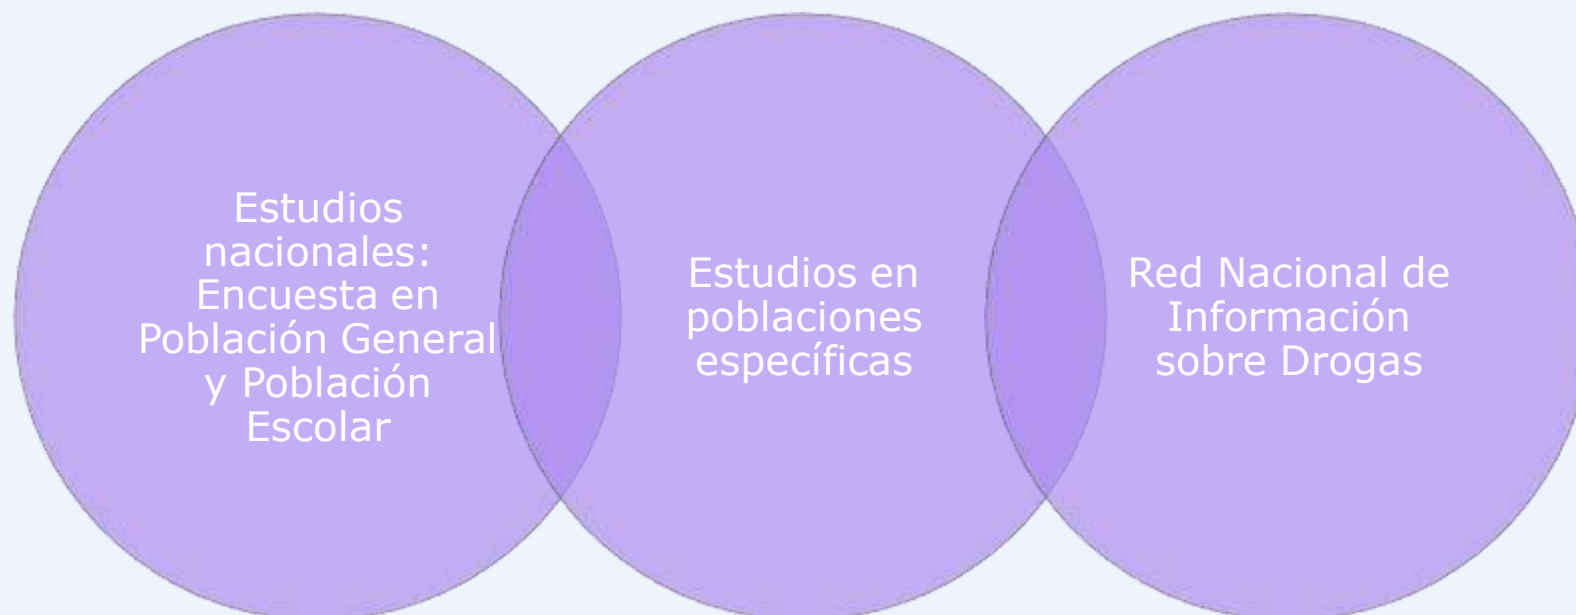 Estudios
nacionales:
Encuesta en
Población General
y Población
Escolar
Estudios en
poblaciones
específicas
Red Nacional de
Información
sobre Drogas